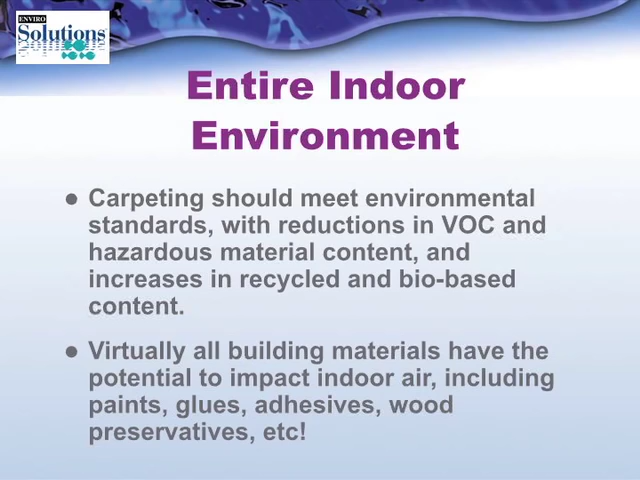 ENVIRO
Solutions
Entire Indoor
Environment
● Carpeting should meet environmental
standards, with reductions in VOC and
hazardous material content, and
increases in recycled and bio-based
content.
● Virtually all building materials have the
potential to impact indoor air, including
paints, glues, adhesives, wood
preservatives, etc!